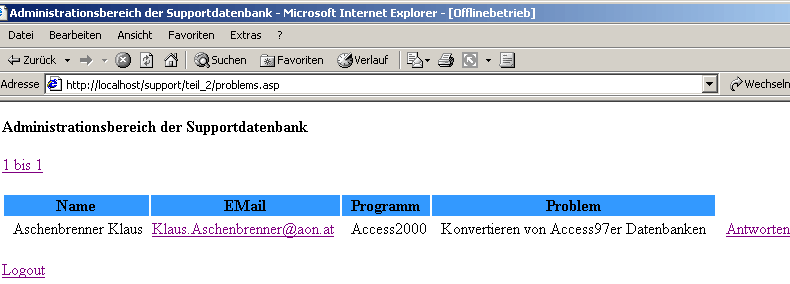 Administrationsbereich der Supportdatenbank - Microsoft Internet Explorer - [Offlinebetrieb]
Datei Bearbeiten Ansicht Favoriten Extras ?
Zurück Suchen Favoriten Verlauf
Adresse http://localhost/support/teil_2/problems.asp Wechseln
Administrationsbereich der Supportdatenbank
1 bis 1
Name EMail Programm Problem
Aschenbrenner Klaus Klaus.Aschenbrenner@aon.at Access2000 Konvertieren von Access97er Datenbanken Antworten
Logout